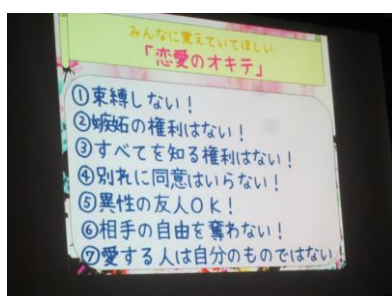 みんなに覚えていてほしい
「恋愛のオキテ」
①束縛しない！
②嫉妬の権利はない！
③すべてを知る権利はない！
④別れに同意はいらない！
⑤異性の友人OK！
⑥相手の自由を奪わない！
⑦愛する人は自分のものではない！